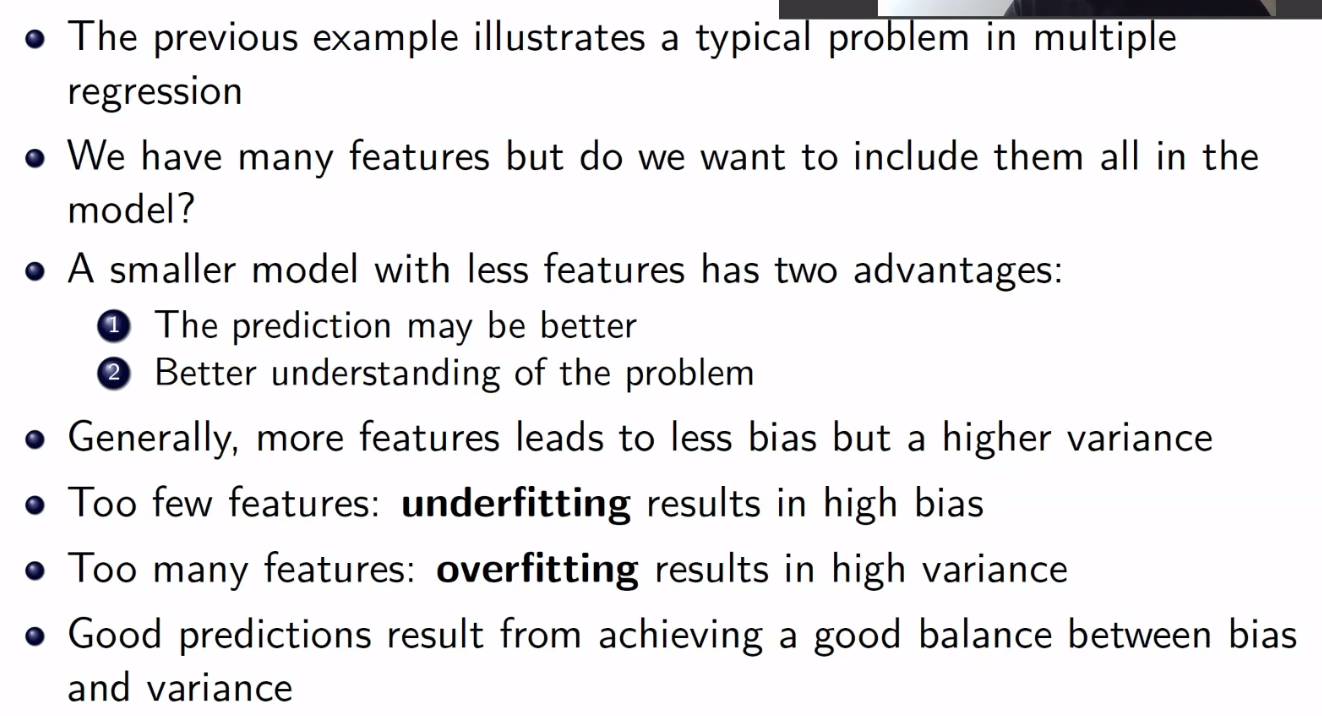 The previous example illustrates a typical problem in multiple
regression
We have many features but do we want to include them all in the
model?
A smaller model with less features has two advantages:
1 The prediction may be better
2 Better understanding of the problem
Generally, more features leads to less bias but a higher variance
Too few features: underfitting results in high bias
Too many features: overfitting results in high variance
Good predictions result from achieving a good balance between bias
and variance